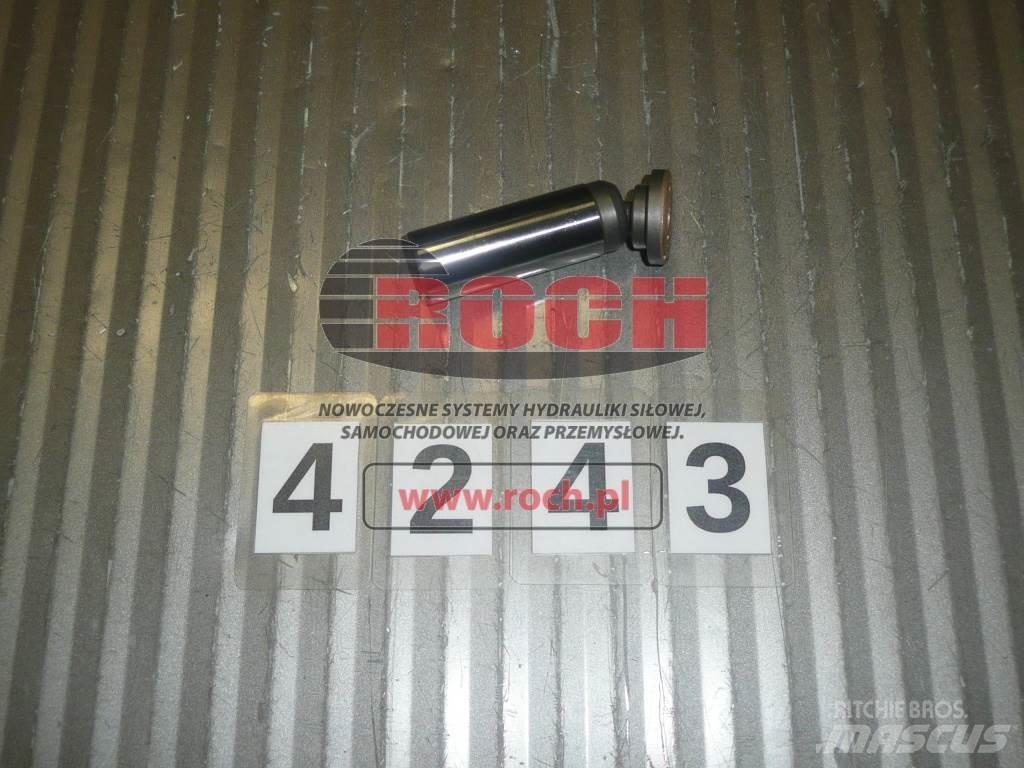 ROCH
NOWOCZESNE SYSTEMY HYDRAULIKI SIŁOWEJ,
SAMOCHODOWEJ ORAZ PRZEMYSŁOWEJ.
4 2 4 3
www.roch.pl
RITCHIE BROS.
MASCUS